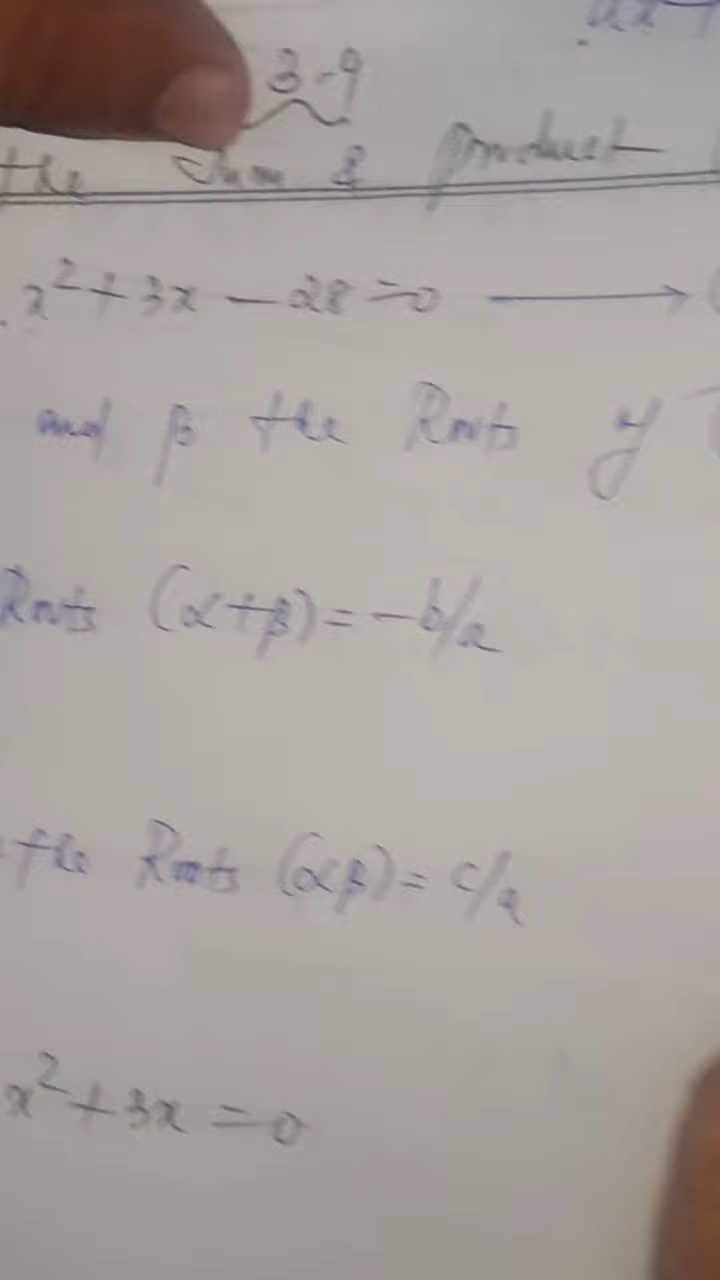 3.9
the Sum & product
x²+3x - 28 = 0
and β the Roots of
Roots (α+β) = -b/a
the Roots (αβ) = c/a
x²+3x = 0